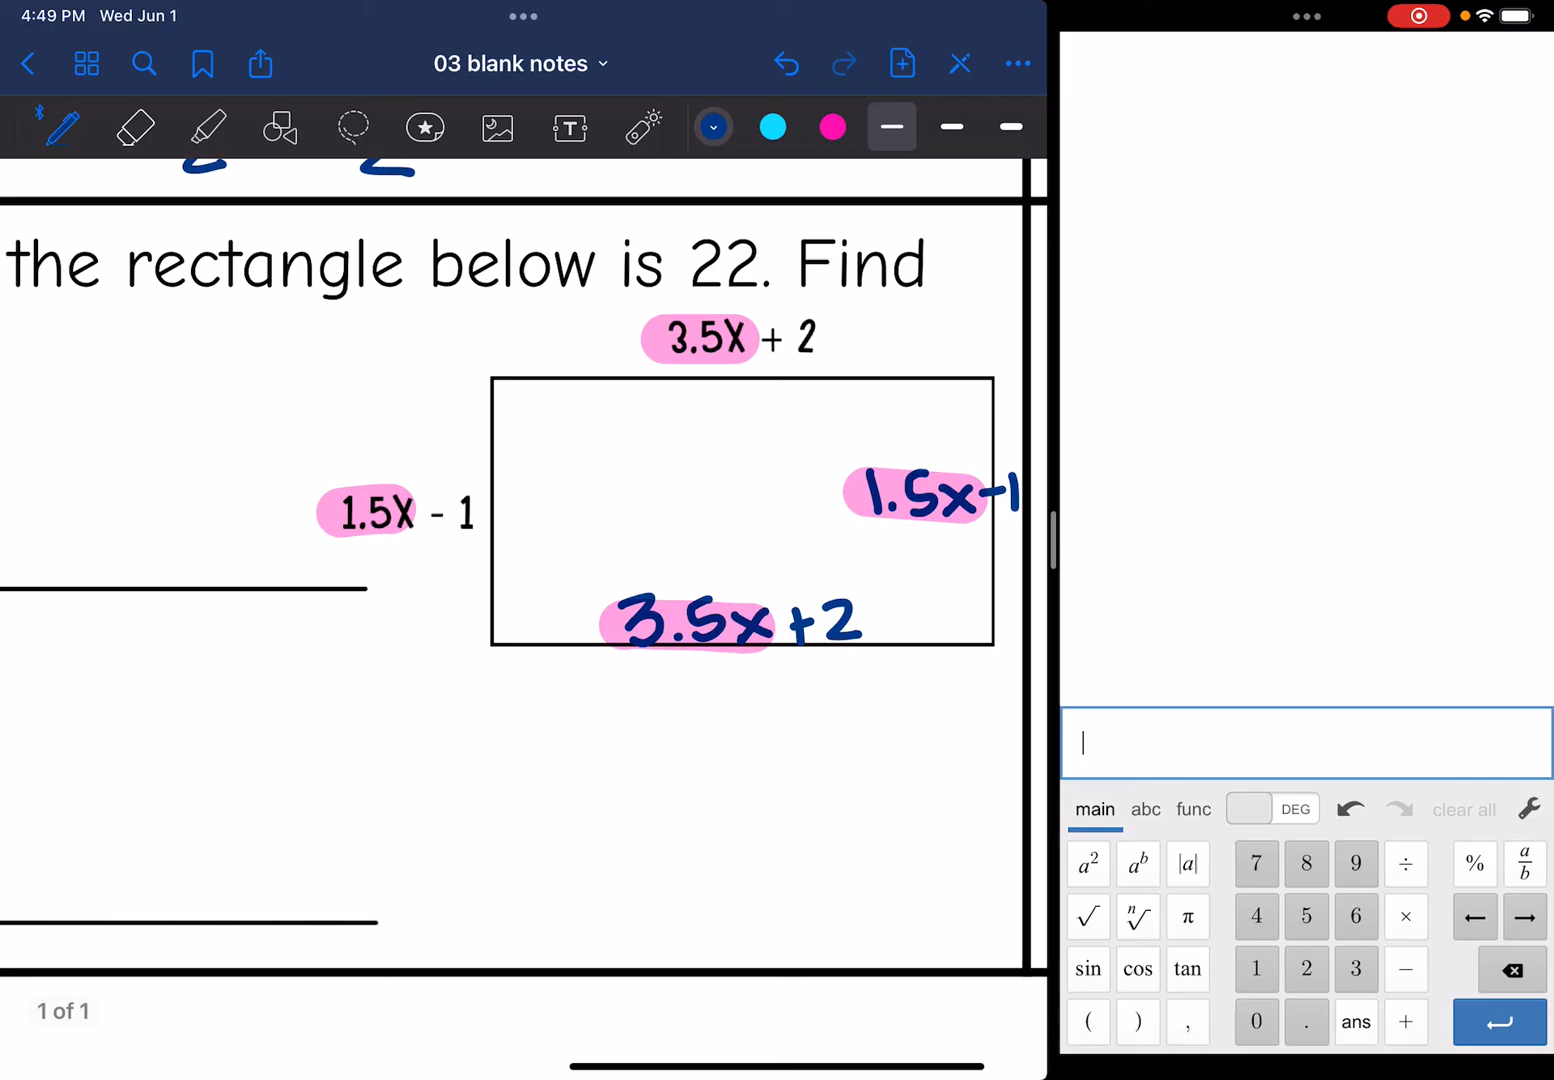 4:49 PM Wed Jun 1
03 blank notes
T
the rectangle below is 22. Find
3.5X + 2
1.5X - 1
1.5x-1
3.5x+2
1 of 1
main abc func DEG clear all
a² aᵇ |a| 7 8 9 ÷ % a/b
√ ⁿ√ π 4 5 6 × ← →
sin cos tan 1 2 3 −
( ) , 0 . ans +